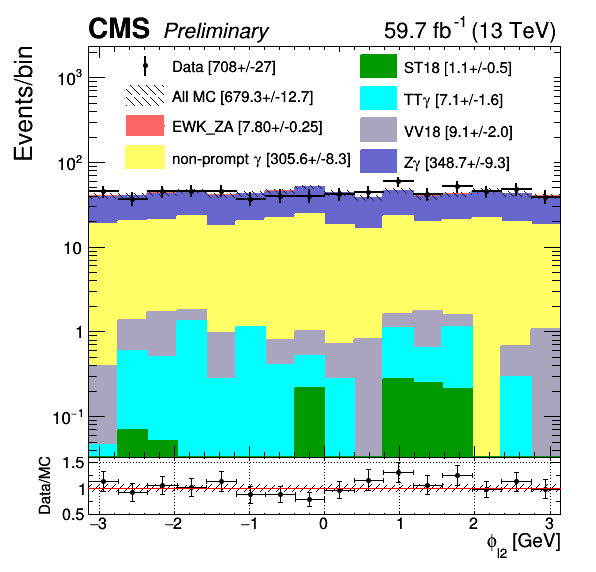 CMS Preliminary 59.7 fb⁻¹ (13 TeV)
Events/bin
Data [708+/-27]
All MC [679.3+/-12.7]
EWK_ZA [7.80+/-0.25]
non-prompt γ [305.6+/-8.3]
ST18 [1.1+/-0.5]
TTγ [7.1+/-1.6]
VV18 [9.1+/-2.0]
Zγ [348.7+/-9.3]
10³
10²
10
1
10⁻¹
Data/MC
1.5
1
0.5
−3 −2 −1 0 1 2 3
ϕ_l2 [GeV]